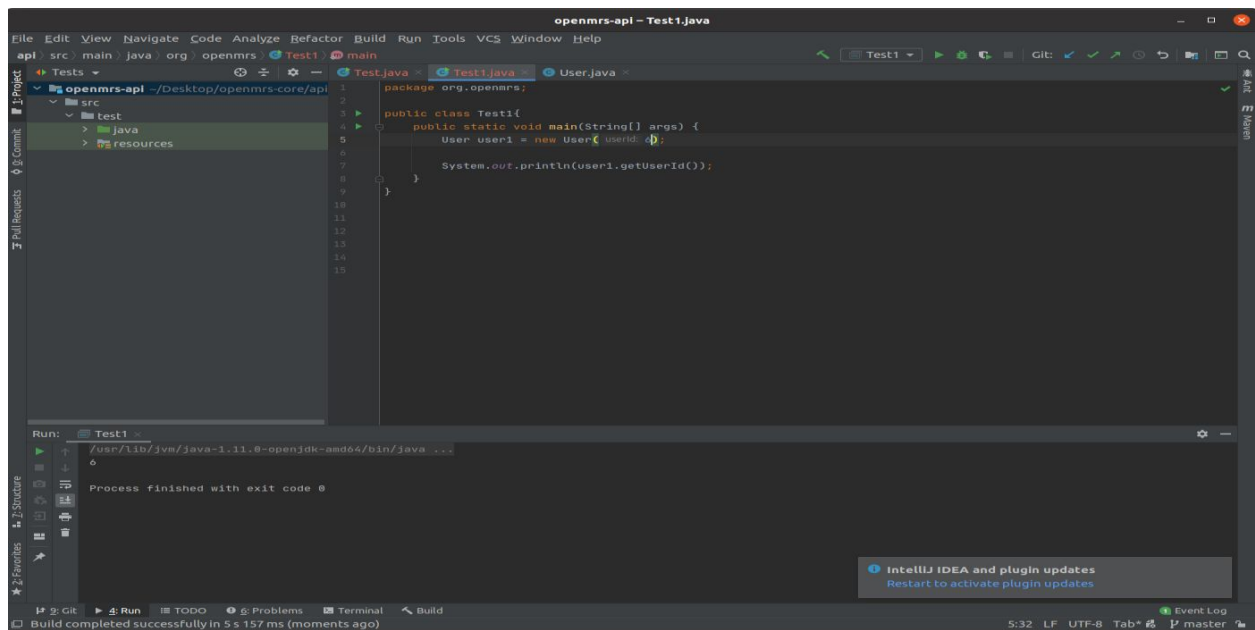 openmrs-api – Test1.java
File Edit View Navigate Code Analyze Refactor Build Run Tools VCS Window Help
api src main java org openmrs Test1 main Test1 Git:
Tests Test.java Test1.java User.java
1: Project
0: Commit
Pull Requests
7: Structure
2: Favorites
openmrs-api ~/Desktop/openmrs-core/api
src
test
java
resources
1 package org.openmrs;
2
3 public class Test1{
4 public static void main(String[] args) {
5 User user1 = new User( userId: 6);
6
7 System.out.println(user1.getUserId());
8 }
9 }
10
11
12
13
14
15
Ant
m Maven
Run: Test1
/usr/lib/jvm/java-1.11.0-openjdk-amd64/bin/java ...
6
Process finished with exit code 0
IntelliJ IDEA and plugin updates
Restart to activate plugin updates
9: Git 4: Run TODO 6: Problems Terminal Build 1 Event Log
Build completed successfully in 5 s 157 ms (moments ago) 5:32 LF UTF-8 Tab* master